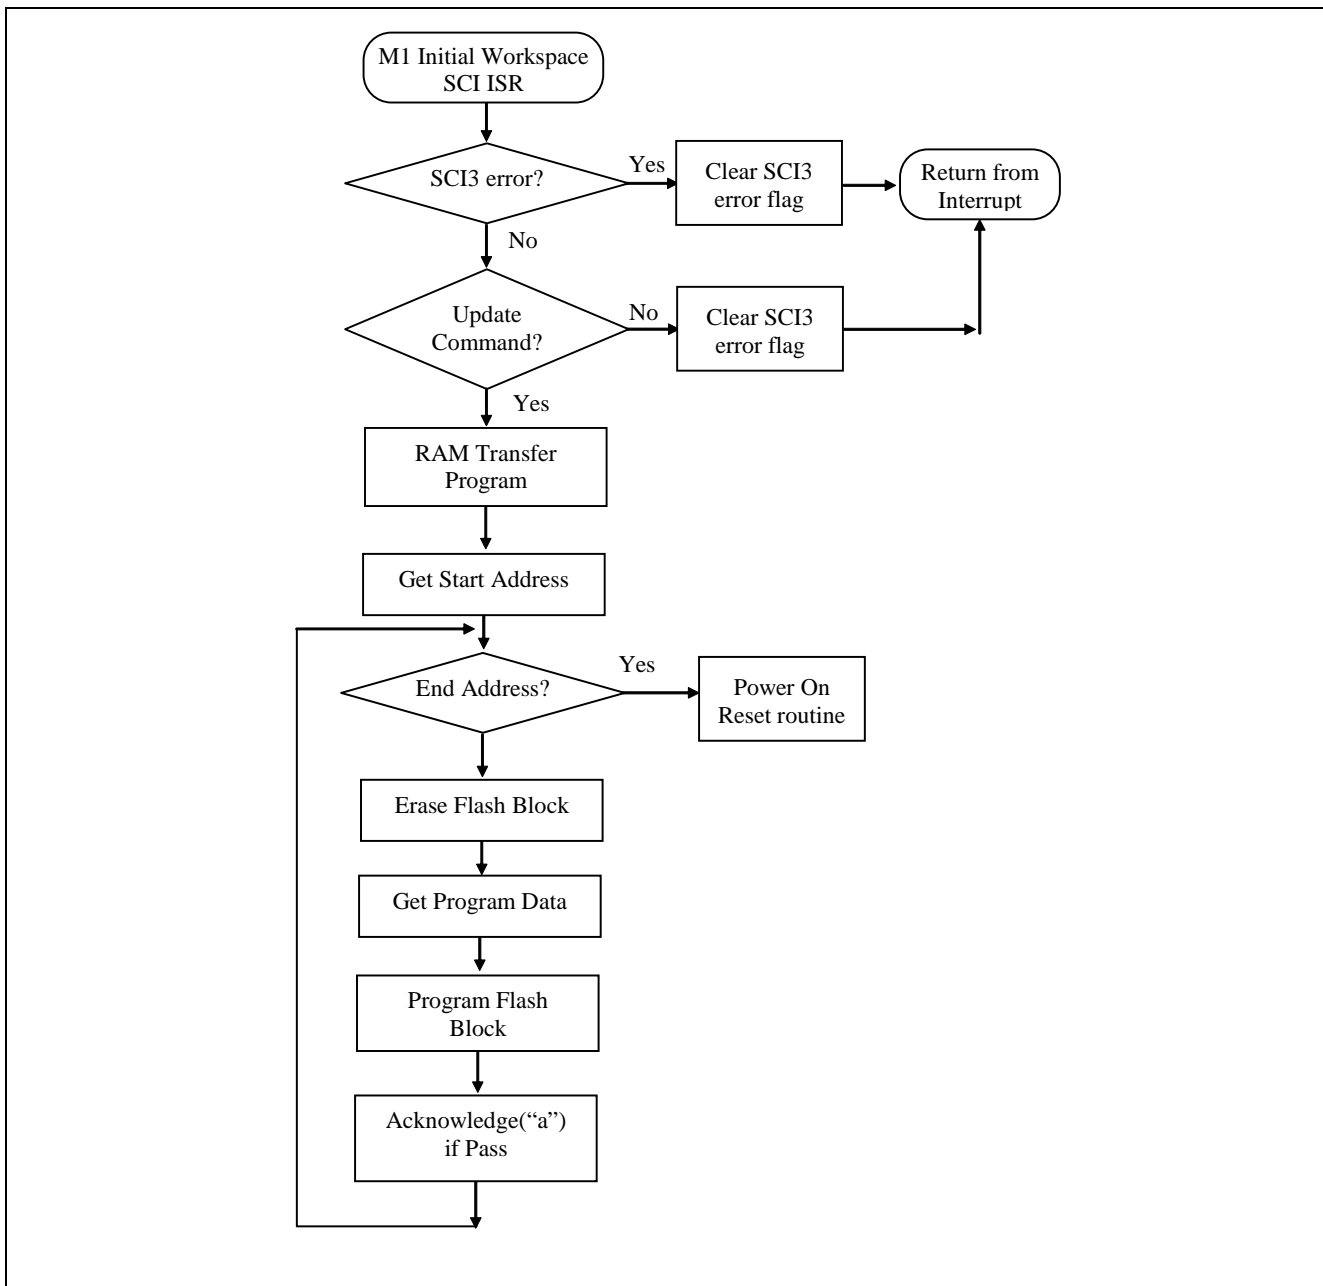 M1 Initial Workspace
SCI ISR
SCI3 error?
Yes
Clear SCI3
error flag
Return from
Interrupt
No
Update
Command?
No
Clear SCI3
error flag
Yes
RAM Transfer
Program
Get Start Address
End Address?
Yes
Power On
Reset routine
Erase Flash Block
Get Program Data
Program Flash
Block
Acknowledge(“a”)
if Pass